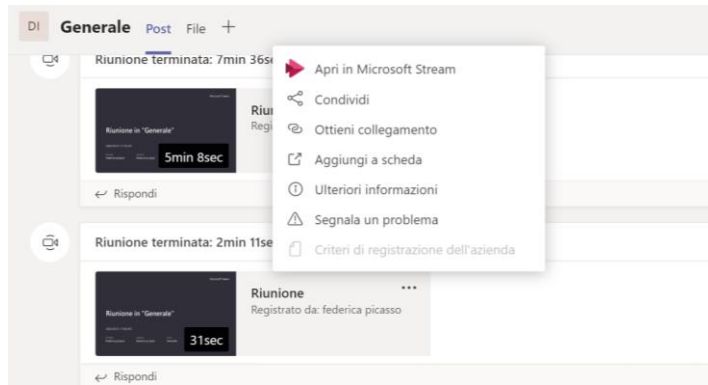 DI Generale Post File +
Riunione terminata: 7min 36s
Riunione in "Generale"
5min 8sec
Riu
Regi
Rispondi
Apri in Microsoft Stream
Condividi
Ottieni collegamento
Aggiungi a scheda
Ulteriori informazioni
Segnala un problema
Criteri di registrazione dell'azienda
Riunione terminata: 2min 11se
Riunione in "Generale"
31sec
Riunione ...
Registrato da: federica picasso
Rispondi